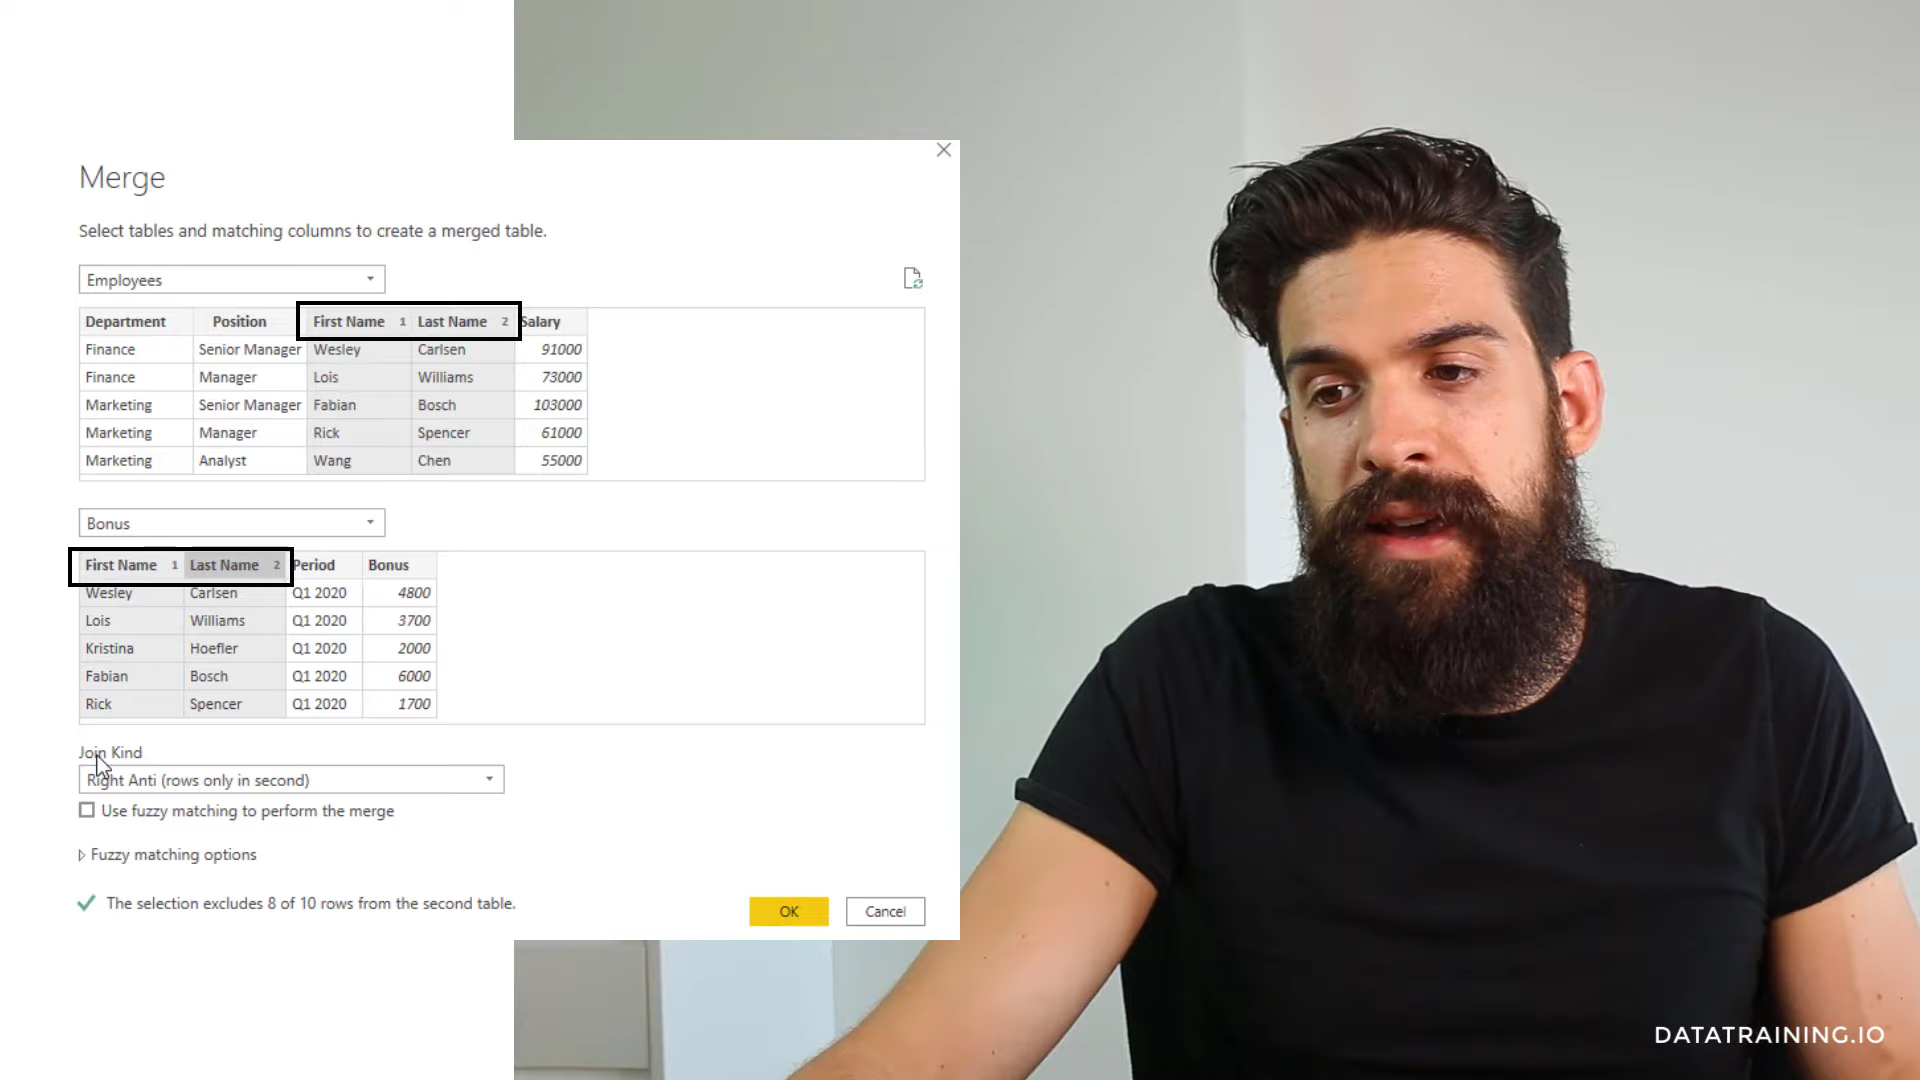 Merge
Select tables and matching columns to create a merged table.
Employees
Department Position First Name 1 Last Name 2 Salary
Finance Senior Manager Wesley Carlsen 91000
Finance Manager Lois Williams 73000
Marketing Senior Manager Fabian Bosch 103000
Marketing Manager Rick Spencer 61000
Marketing Analyst Wang Chen 55000
Bonus
First Name 1 Last Name 2 Period Bonus
Wesley Carlsen Q1 2020 4800
Lois Williams Q1 2020 3700
Kristina Hoefler Q1 2020 2000
Fabian Bosch Q1 2020 6000
Rick Spencer Q1 2020 1700
Join Kind
Right Anti (rows only in second)
Use fuzzy matching to perform the merge
Fuzzy matching options
The selection excludes 8 of 10 rows from the second table.
OK Cancel
DATATRAINING.IO